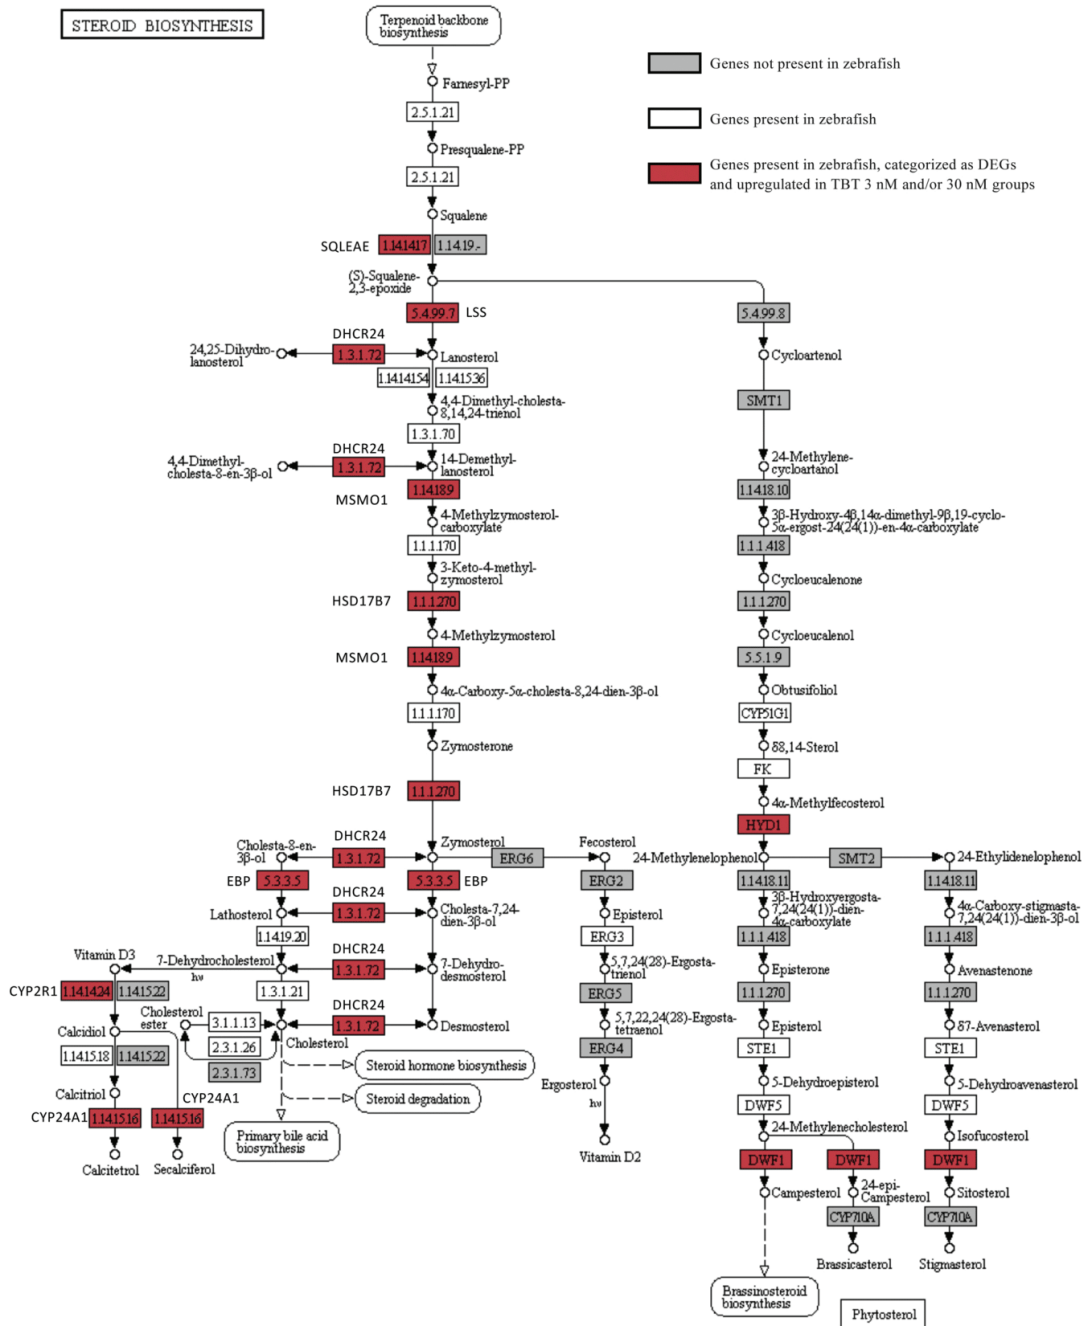 STEROID BIOSYNTHESIS
Terpenoid backbone
biosynthesis
Genes not present in zebrafish
Genes present in zebrafish
Genes present in zebrafish, categorized as DEGs
and upregulated in TBT 3 nM and/or 30 nM groups
Farnesyl-PP
2.5.1.21
Presqualene-PP
2.5.1.21
Squalene
SQLEAE
1.14.14.17
1.14.19.-
(S)-Squalene-
2,3-epoxide
5.4.99.7
LSS
5.4.99.8
DHCR24
24,25-Dihydro-
lanosterol
1.3.1.72
Lanosterol
Cycloartenol
1.14.14.154
1.14.15.36
SMT1
4,4-Dimethyl-cholesta-
8,14,24-trienol
1.3.1.70
DHCR24
4,4-Dimethyl-
cholesta-8-en-3β-ol
1.3.1.72
14-Demethyl-
lanosterol
24-Methylene-
cycloartanol
MSMO1
1.14.18.9
1.14.18.10
4-Methylzymosterol-
carboxylate
3β-Hydroxy-4β,14α-dimethyl-9β,19-cyclo-
5α-ergost-24(24(1))-en-4α-carboxylate
1.1.1.170
1.1.1.418
3-Keto-4-methyl-
zymosterol
Cycloeucalenone
HSD17B7
1.1.1.270
1.1.1.270
4-Methylzymosterol
Cycloeucalenol
MSMO1
1.14.18.9
5.5.1.9
4α-Carboxy-5α-cholesta-8,24-dien-3β-ol
Obtusifoliol
1.1.1.170
CYP51G1
Zymosterone
δ8,14-Sterol
FK
HSD17B7
1.1.1.270
4α-Methylfecosterol
HYD1
Cholesta-8-en-
3β-ol
DHCR24
1.3.1.72
Zymosterol
ERG6
Fecosterol
24-Methylenelophenol
SMT2
24-Ethylidenelophenol
EBP
5.3.3.5
5.3.3.5
EBP
ERG2
1.14.18.11
1.14.18.11
DHCR24
Lathosterol
1.3.1.72
Cholesta-7,24-
dien-3β-ol
Episterol
3β-Hydroxyergosta-
7,24(24(1))-dien-
4α-carboxylate
4α-Carboxy-stigmasta-
7,24(24(1))-dien-3β-ol
1.14.19.20
ERG3
1.1.1.418
1.1.1.418
Vitamin D3
7-Dehydrocholesterol
hν
DHCR24
1.3.1.72
7-Dehydro-
desmosterol
5,7,24(28)-Ergosta-
trienol
Episterone
Avenastenone
CYP2R1
1.14.14.24
1.14.15.22
1.3.1.21
ERG5
1.1.1.270
1.1.1.270
Calcidiol
Cholesterol
ester
3.1.1.13
Cholesterol
DHCR24
1.3.1.72
Desmosterol
5,7,22,24(28)-Ergosta-
tetraenol
Episterol
δ7-Avenasterol
1.14.15.18
1.14.15.22
2.3.1.26
2.3.1.73
ERG4
STE1
STE1
Steroid hormone biosynthesis
Calcitriol
CYP24A1
Steroid degradation
Ergosterol
hν
5-Dehydroepisterol
5-Dehydroavenasterol
CYP24A1
1.14.15.16
1.14.15.16
DWF5
DWF5
Primary bile acid
biosynthesis
24-Methylenecholesterol
Isofucosterol
Calcitetrol
Secalciferol
Vitamin D2
DWF1
DWF1
DWF1
Campesterol
24-epi-
Campesterol
Sitosterol
CYP710A
CYP710A
Brassicasterol
Stigmasterol
Brassinosteroid
biosynthesis
Phytosterol